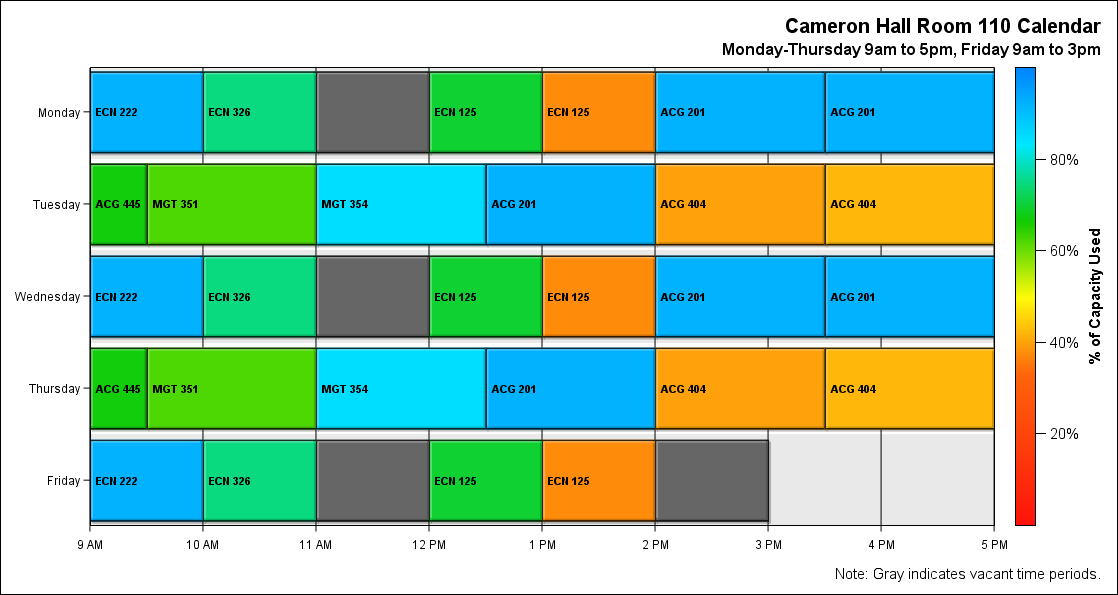 Cameron Hall Room 110 Calendar
Monday-Thursday 9am to 5pm, Friday 9am to 3pm
Monday ECN 222 ECN 326 ECN 125 ECN 125 ACG 201 ACG 201
80%
Tuesday ACG 445 MGT 351 MGT 354 ACG 201 ACG 404 ACG 404
60%
Wednesday ECN 222 ECN 326 ECN 125 ECN 125 ACG 201 ACG 201
40%
Thursday ACG 445 MGT 351 MGT 354 ACG 201 ACG 404 ACG 404
20%
Friday ECN 222 ECN 326 ECN 125 ECN 125
% of Capacity Used
9 AM 10 AM 11 AM 12 PM 1 PM 2 PM 3 PM 4 PM 5 PM
Note: Gray indicates vacant time periods.